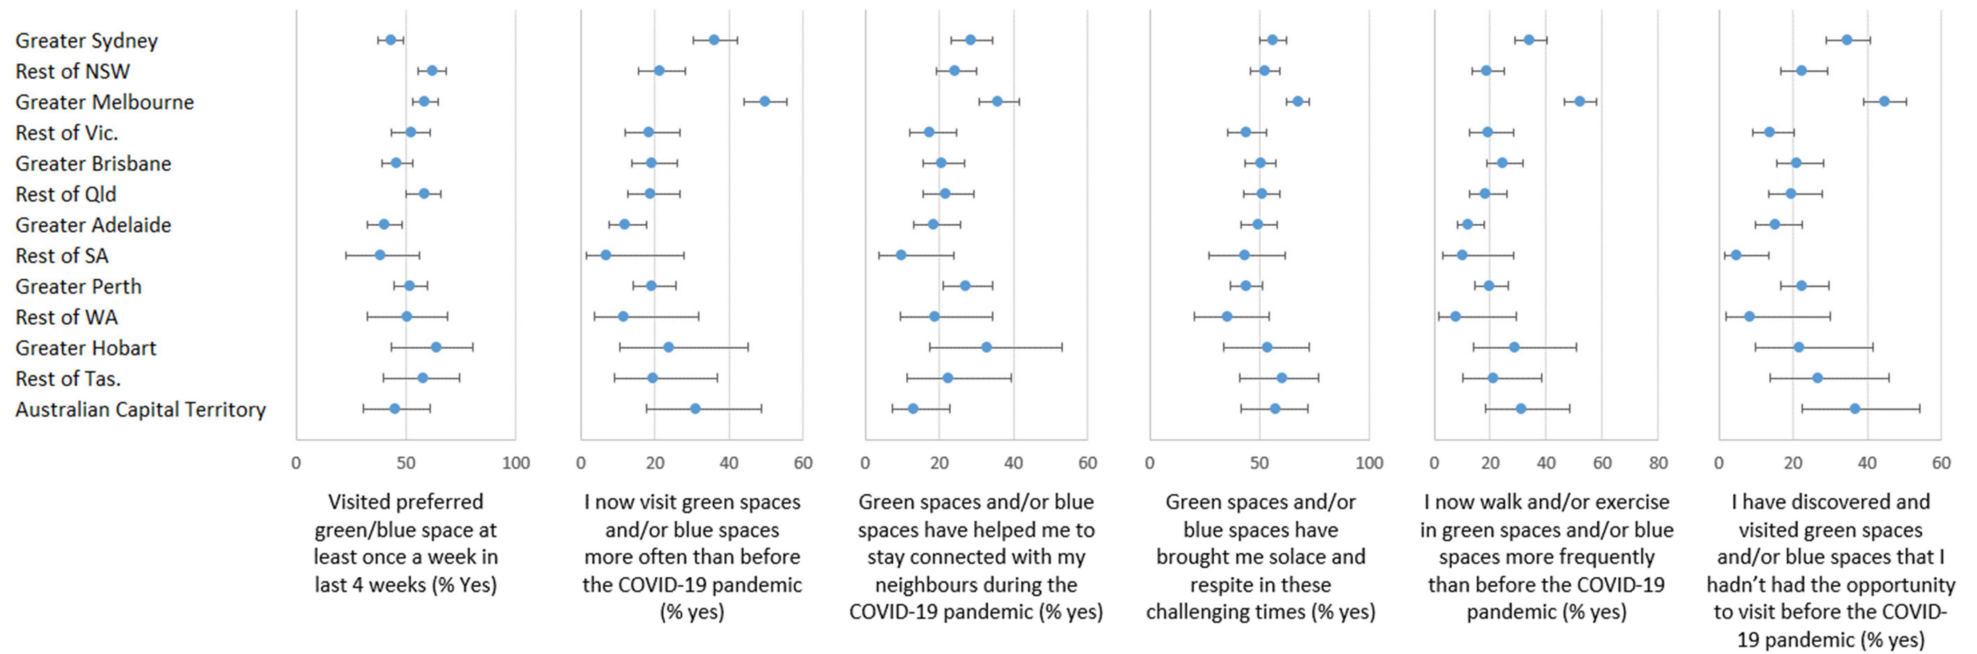 Greater Sydney
Rest of NSW
Greater Melbourne
Rest of Vic.
Greater Brisbane
Rest of Qld
Greater Adelaide
Rest of SA
Greater Perth
Rest of WA
Greater Hobart
Rest of Tas.
Australian Capital Territory
0 50 100
Visited preferred
green/blue space at
least once a week in
last 4 weeks (% Yes)
0 20 40 60
I now visit green spaces
and/or blue spaces
more often than before
the COVID-19 pandemic
(% yes)
0 20 40 60
Green spaces and/or blue
spaces have helped me to
stay connected with my
neighbours during the
COVID-19 pandemic (% yes)
0 50 100
Green spaces and/or
blue spaces have
brought me solace and
respite in these
challenging times (% yes)
0 20 40 60 80
I now walk and/or exercise
in green spaces and/or blue
spaces more frequently
than before the COVID-19
pandemic (% yes)
0 20 40 60
I have discovered and
visited green spaces
and/or blue spaces that I
hadn't had the opportunity
to visit before the COVID-
19 pandemic (% yes)